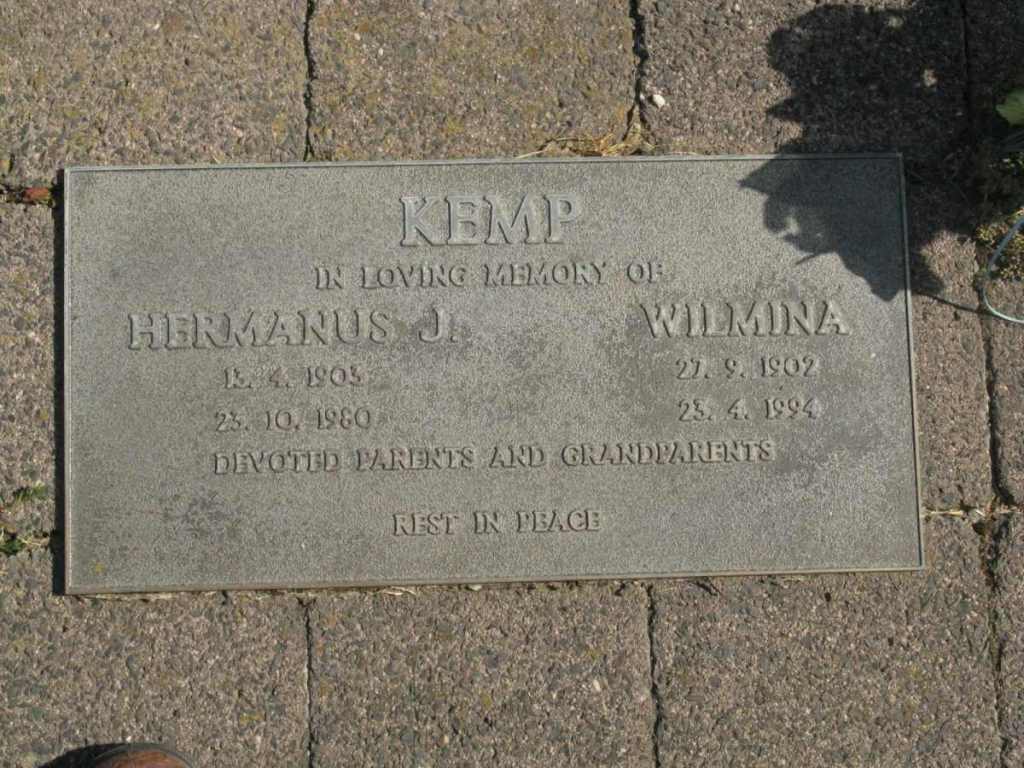 KEMP
IN LOVING MEMORY OF
HERMANUS J. WILMINA
13. 4. 1903 27. 9. 1902
23. 10. 1980 23. 4. 1994
DEVOTED PARENTS AND GRANDPARENTS
REST IN PEACE